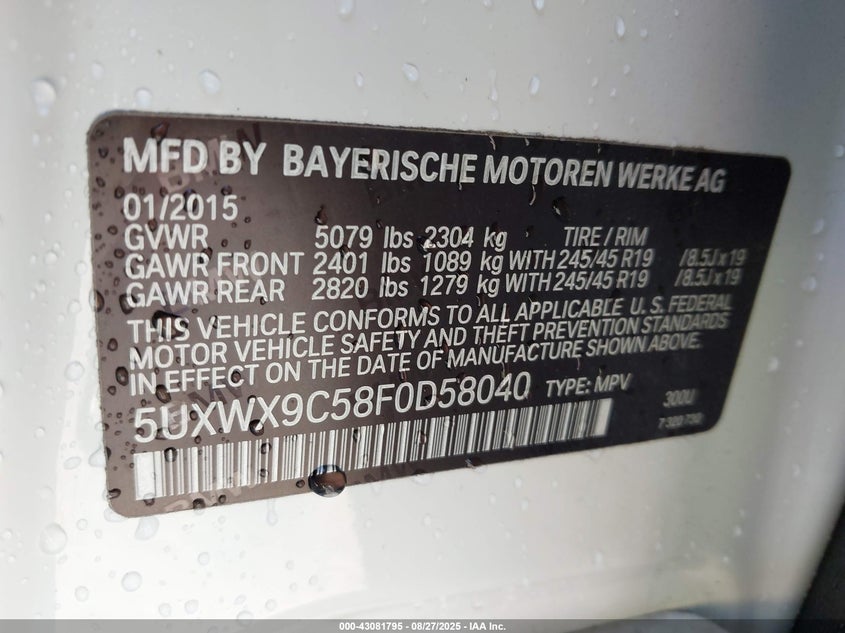 MFD BY BAYERISCHE MOTOREN WERKE AG
01/2015
GVWR 5079 lbs 2304 kg TIRE / RIM
GAWR FRONT 2401 lbs 1089 kg WITH 245/45 R19 /8.5J x 19
GAWR REAR 2820 lbs 1279 kg WITH 245/45 R19 /8.5J x 19
THIS VEHICLE CONFORMS TO ALL APPLICABLE U. S. FEDERAL
MOTOR VEHICLE SAFETY AND THEFT PREVENTION STANDARDS
IN EFFECT ON THE DATE OF MANUFACTURE SHOWN ABOVE.
5UXWX9C58F0D58040 TYPE: MPV 300U
7 320 730
000-43081795 - 08/27/2025 - IAA Inc.